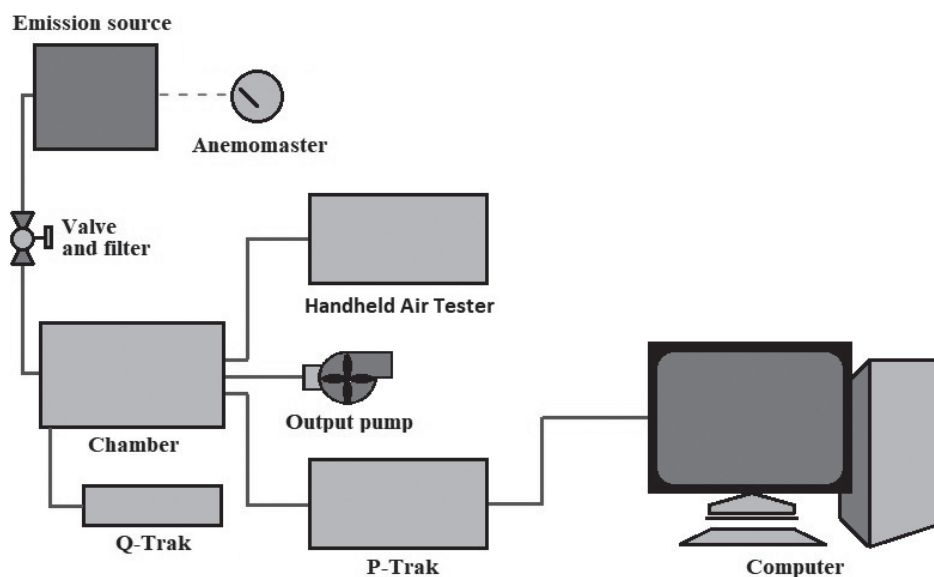 Emission source
Anemomaster
Valve
and filter
Handheld Air Tester
Chamber
Output pump
Q-Trak
P-Trak
Computer